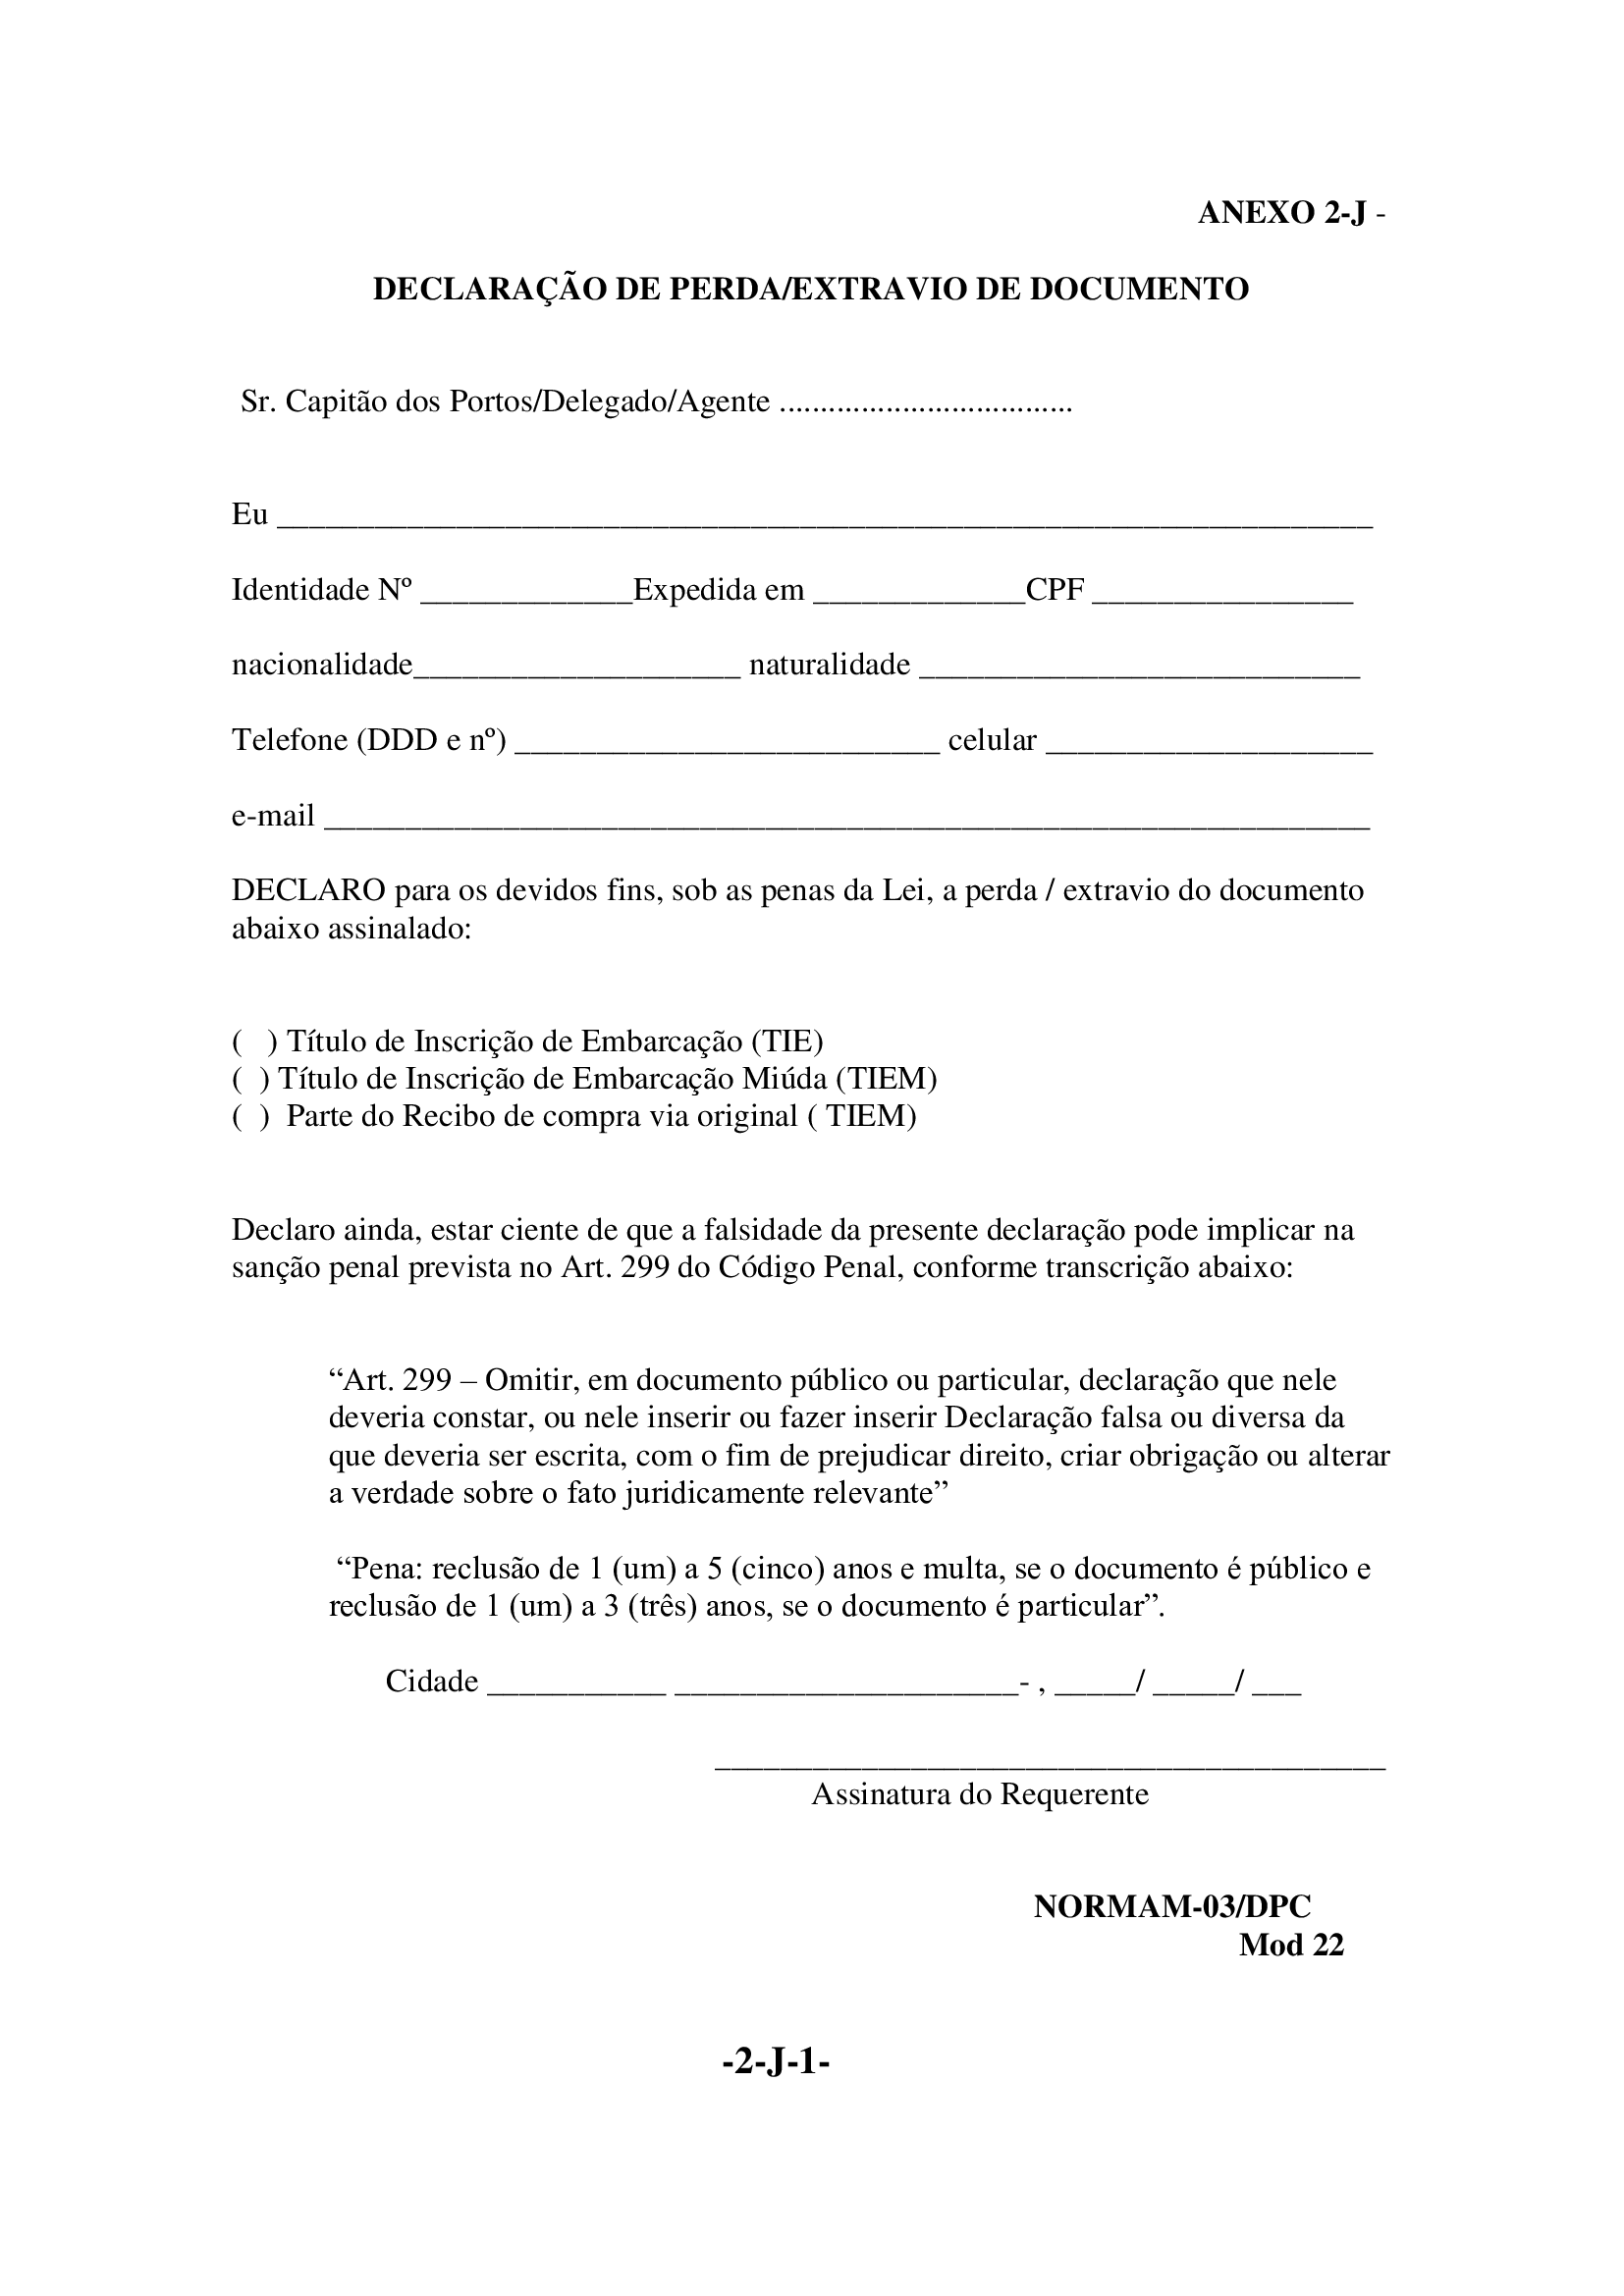 ANEXO 2-J -
DECLARAÇÃO DE PERDA/EXTRAVIO DE DOCUMENTO
Sr. Capitão dos Portos/Delegado/Agente ....................................
Eu ___________________________________________________________________
Identidade Nº _____________Expedida em _____________CPF ________________
nacionalidade____________________ naturalidade ___________________________
Telefone (DDD e nº) __________________________ celular ____________________
e-mail ________________________________________________________________
DECLARO para os devidos fins, sob as penas da Lei, a perda / extravio do documento
abaixo assinalado:
(   ) Título de Inscrição de Embarcação (TIE)
(  ) Título de Inscrição de Embarcação Miúda (TIEM)
(  )  Parte do Recibo de compra via original ( TIEM)
Declaro ainda, estar ciente de que a falsidade da presente declaração pode implicar na
sanção penal prevista no Art. 299 do Código Penal, conforme transcrição abaixo:
“Art. 299 – Omitir, em documento público ou particular, declaração que nele
deveria constar, ou nele inserir ou fazer inserir Declaração falsa ou diversa da
que deveria ser escrita, com o fim de prejudicar direito, criar obrigação ou alterar
a verdade sobre o fato juridicamente relevante”
“Pena: reclusão de 1 (um) a 5 (cinco) anos e multa, se o documento é público e
reclusão de 1 (um) a 3 (três) anos, se o documento é particular”.
Cidade ___________ _____________________- , _____/ _____/ ___
_________________________________________
Assinatura do Requerente
NORMAM-03/DPC
Mod 22
-2-J-1-